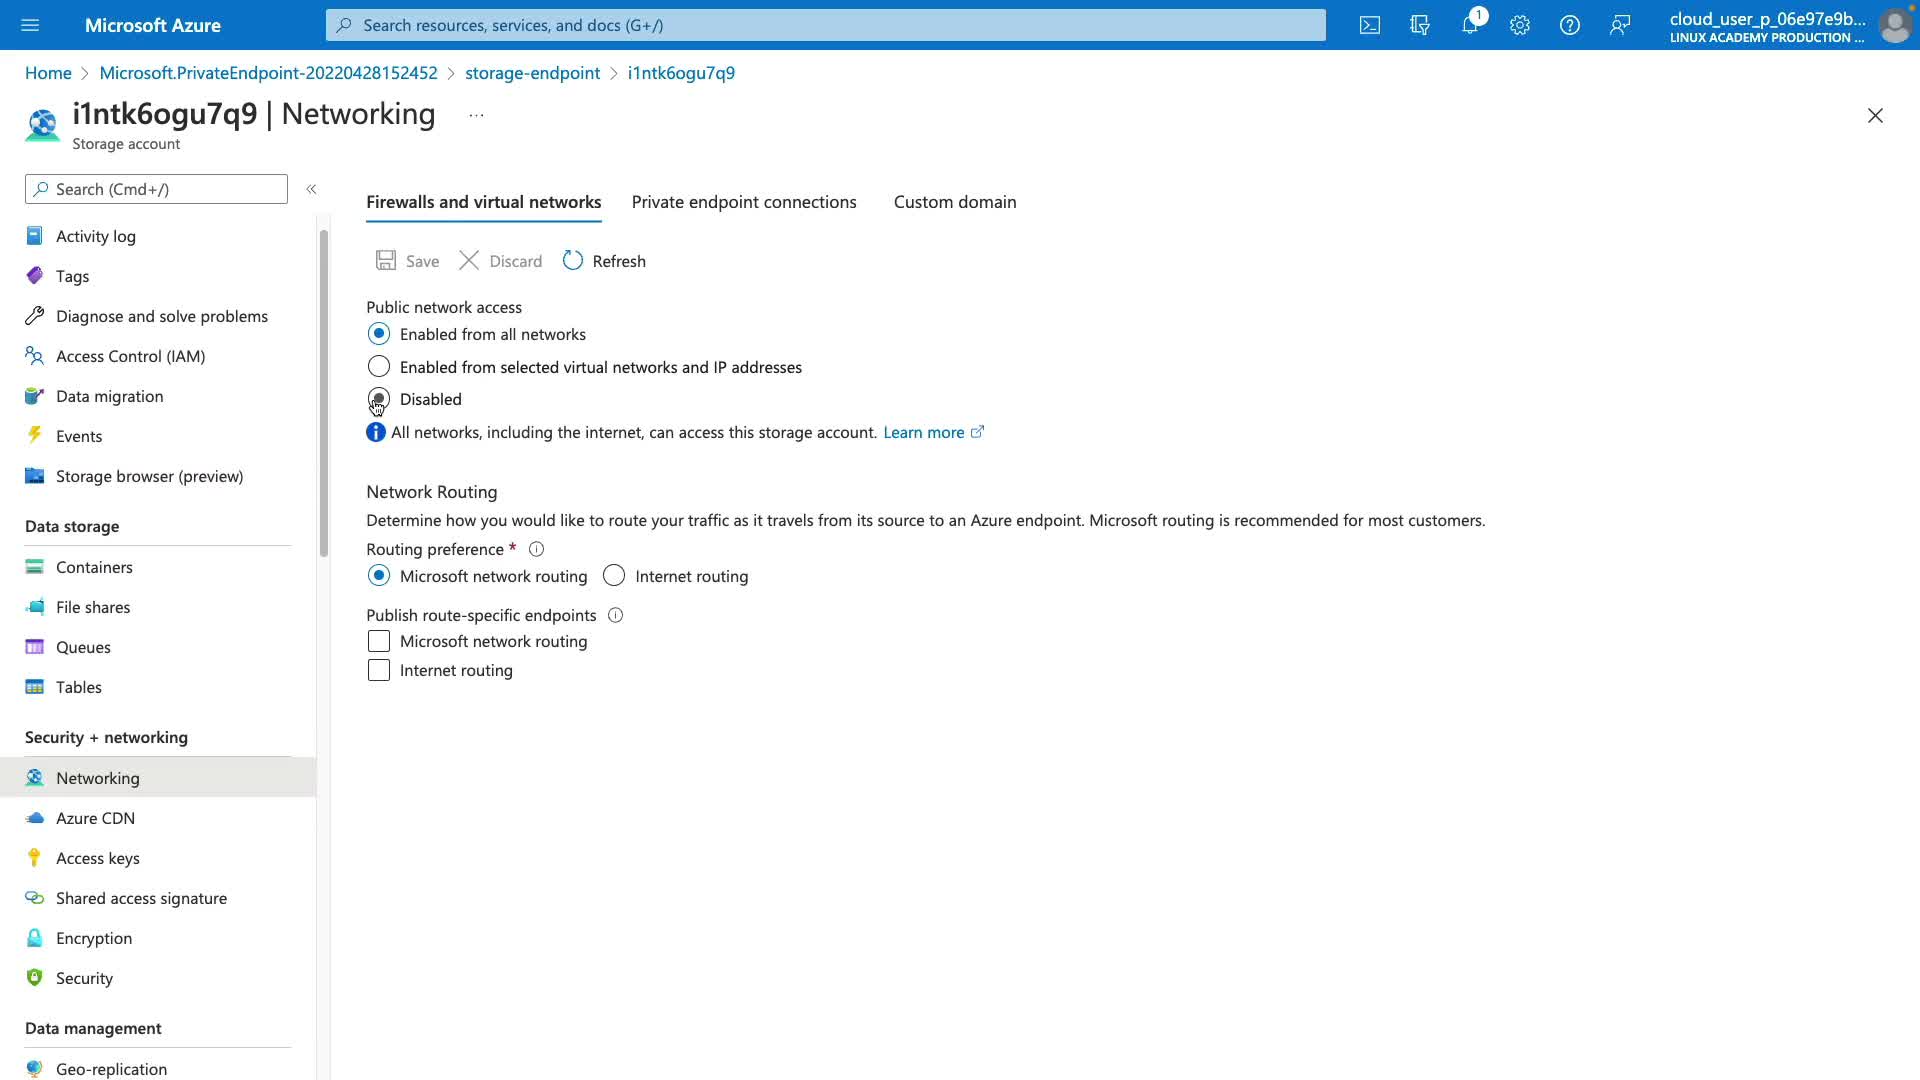 Microsoft Azure
Search resources, services, and docs (G+/)
1
cloud_user_p_06e97e9b...
LINUX ACADEMY PRODUCTION ...
Home > Microsoft.PrivateEndpoint-20220428152452 > storage-endpoint > i1ntk6ogu7q9
i1ntk6ogu7q9 | Networking ...
Storage account
Search (Cmd+/)
«
Activity log
Tags
Diagnose and solve problems
Access Control (IAM)
Data migration
Events
Storage browser (preview)
Data storage
Containers
File shares
Queues
Tables
Security + networking
Networking
Azure CDN
Access keys
Shared access signature
Encryption
Security
Data management
Geo-replication
Firewalls and virtual networks Private endpoint connections Custom domain
Save Discard Refresh
Public network access
Enabled from all networks
Enabled from selected virtual networks and IP addresses
Disabled
All networks, including the internet, can access this storage account. Learn more
Network Routing
Determine how you would like to route your traffic as it travels from its source to an Azure endpoint. Microsoft routing is recommended for most customers.
Routing preference *
Microsoft network routing Internet routing
Publish route-specific endpoints
Microsoft network routing
Internet routing